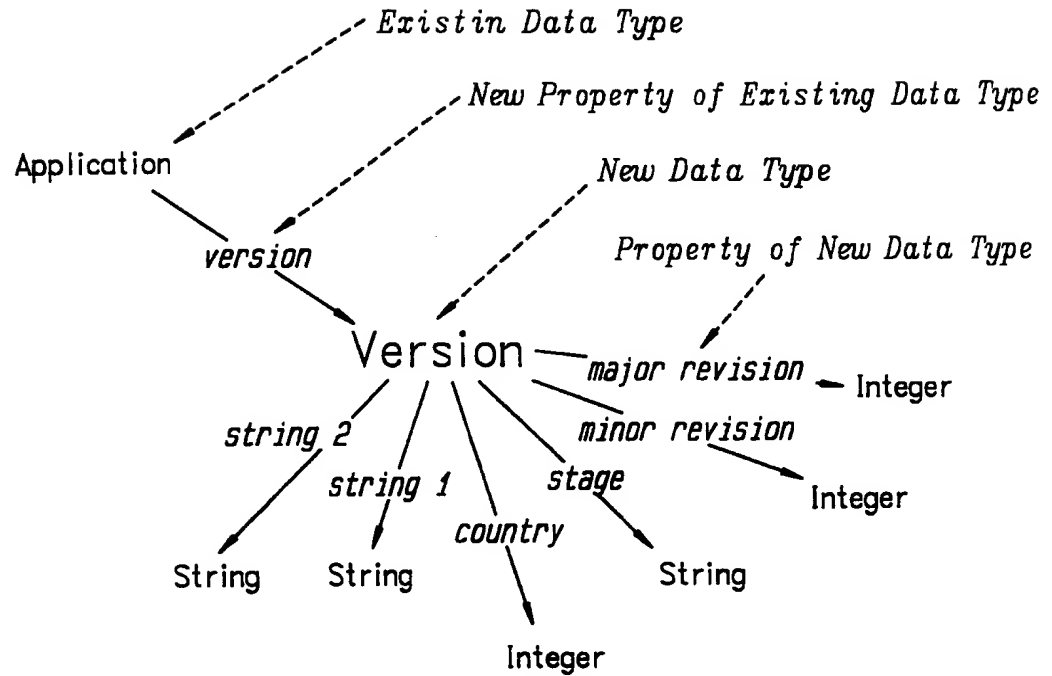 Existin Data Type
New Property of Existing Data Type
Application
New Data Type
version
Property of New Data Type
Version
major revision
Integer
string 2
minor revision
string 1
stage
Integer
country
String
String
String
Integer